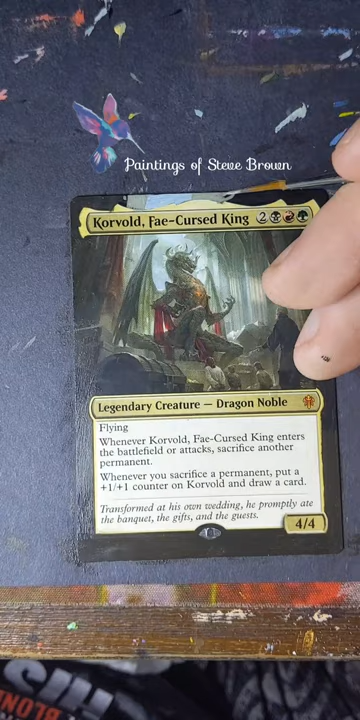 Paintings of Steve Brown
Korvold, Fae-Cursed King 2
Legendary Creature — Dragon Noble
Flying
Whenever Korvold, Fae-Cursed King enters
the battlefield or attacks, sacrifice another
permanent.
Whenever you sacrifice a permanent, put a
+1/+1 counter on Korvold and draw a card.
Transformed at his own wedding, he promptly ate
the banquet, the gifts, and the guests.
4/4
BLOND